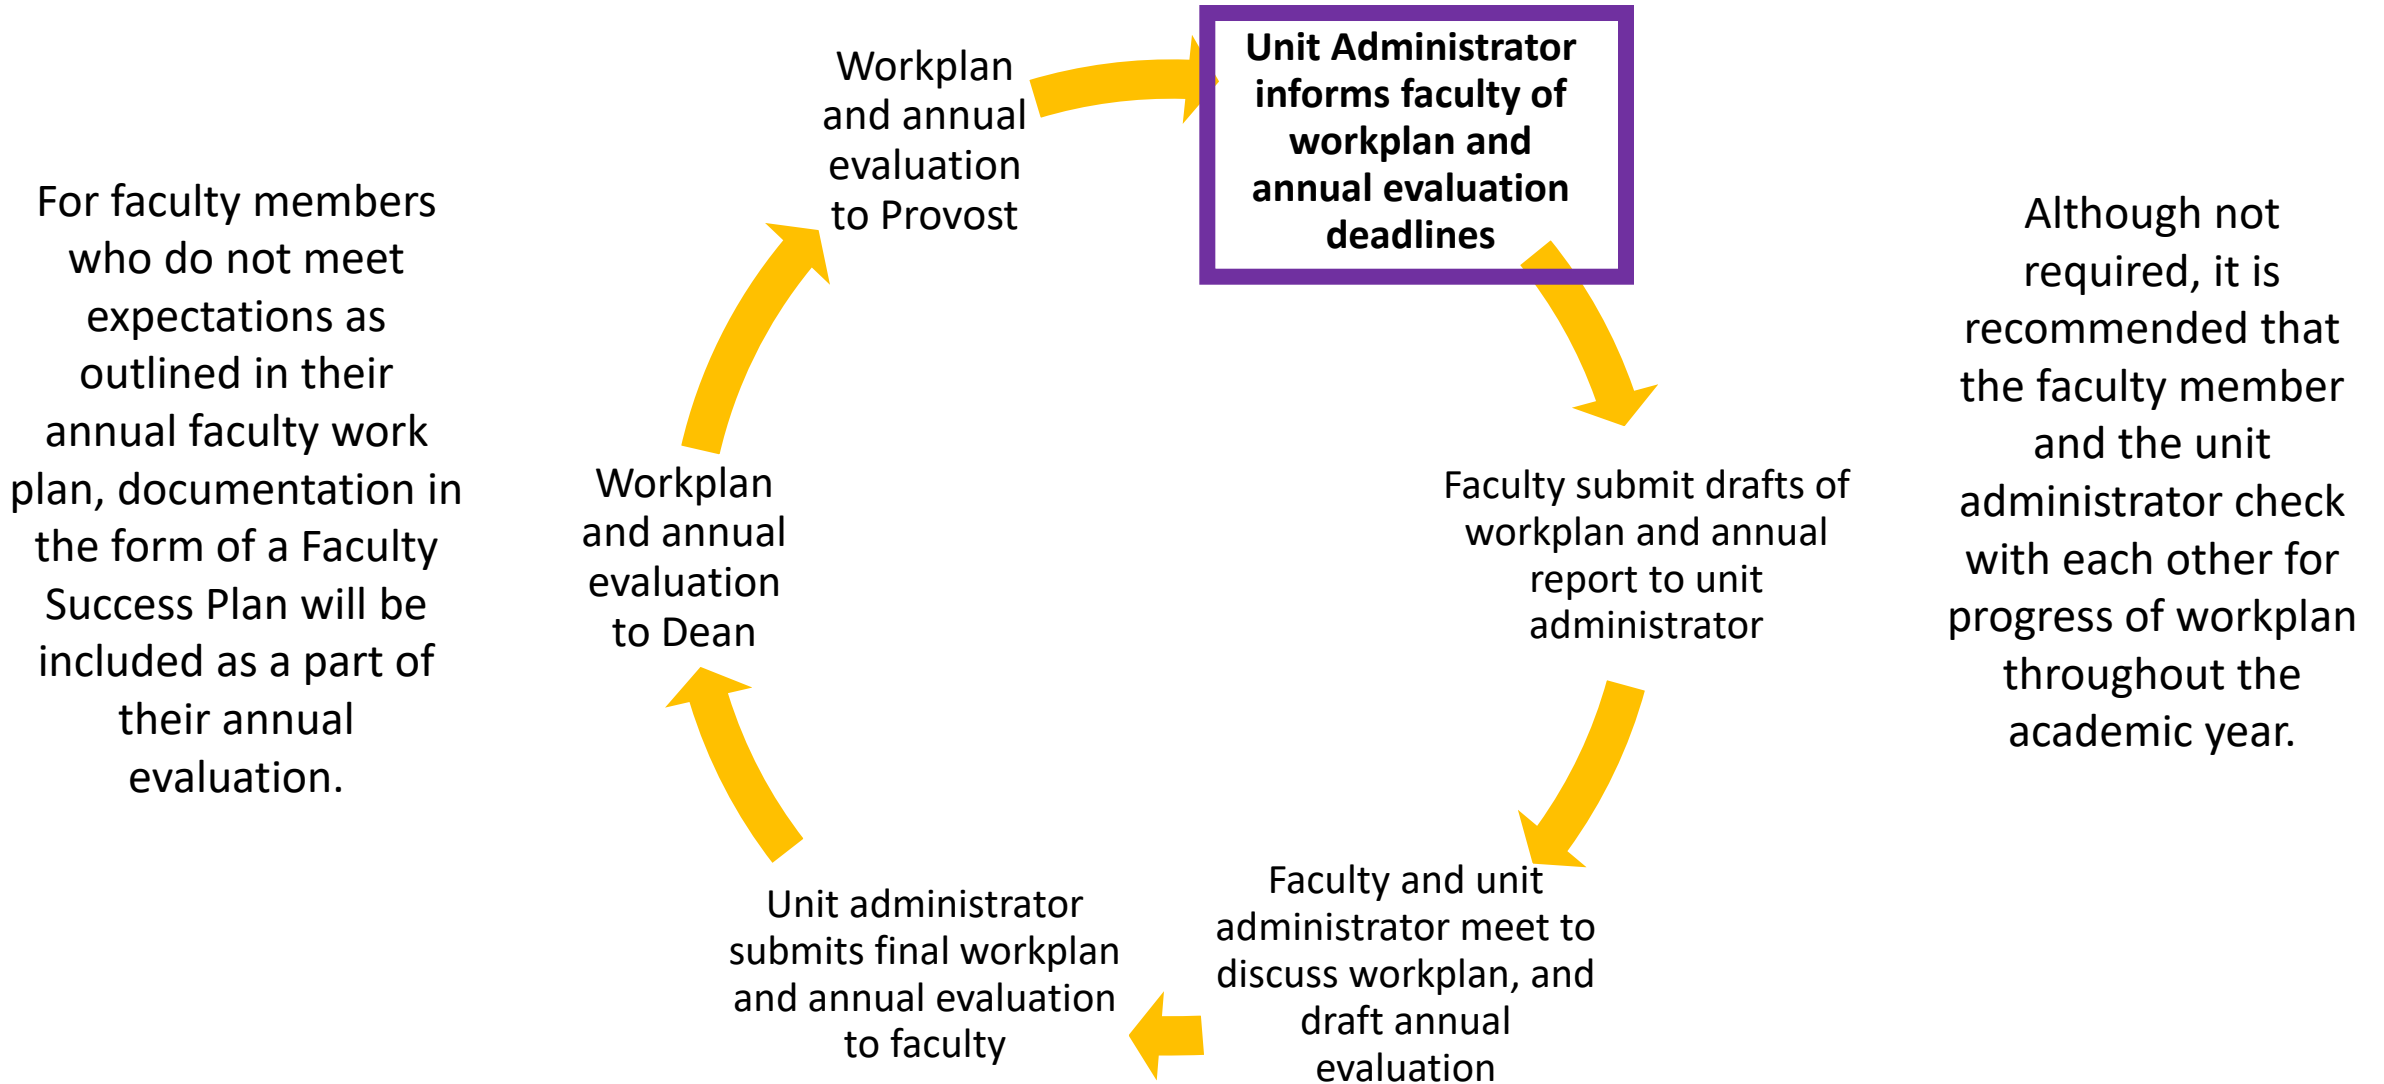 Unit Administrator
informs faculty of
workplan and
annual evaluation
deadlines
Faculty submit drafts of
workplan and annual
report to unit
administrator
Faculty and unit
administrator meet to
discuss workplan, and
draft annual
evaluation
Unit administrator
submits final workplan
and annual evaluation
to faculty
Workplan
and annual
evaluation
to Dean
Workplan
and annual
evaluation
to Provost
For faculty members
who do not meet
expectations as
outlined in their
annual faculty work
plan, documentation in
the form of a Faculty
Success Plan will be
included as a part of
their annual
evaluation.
Although not
required, it is
recommended that
the faculty member
and the unit
administrator check
with each other for
progress of workplan
throughout the
academic year.